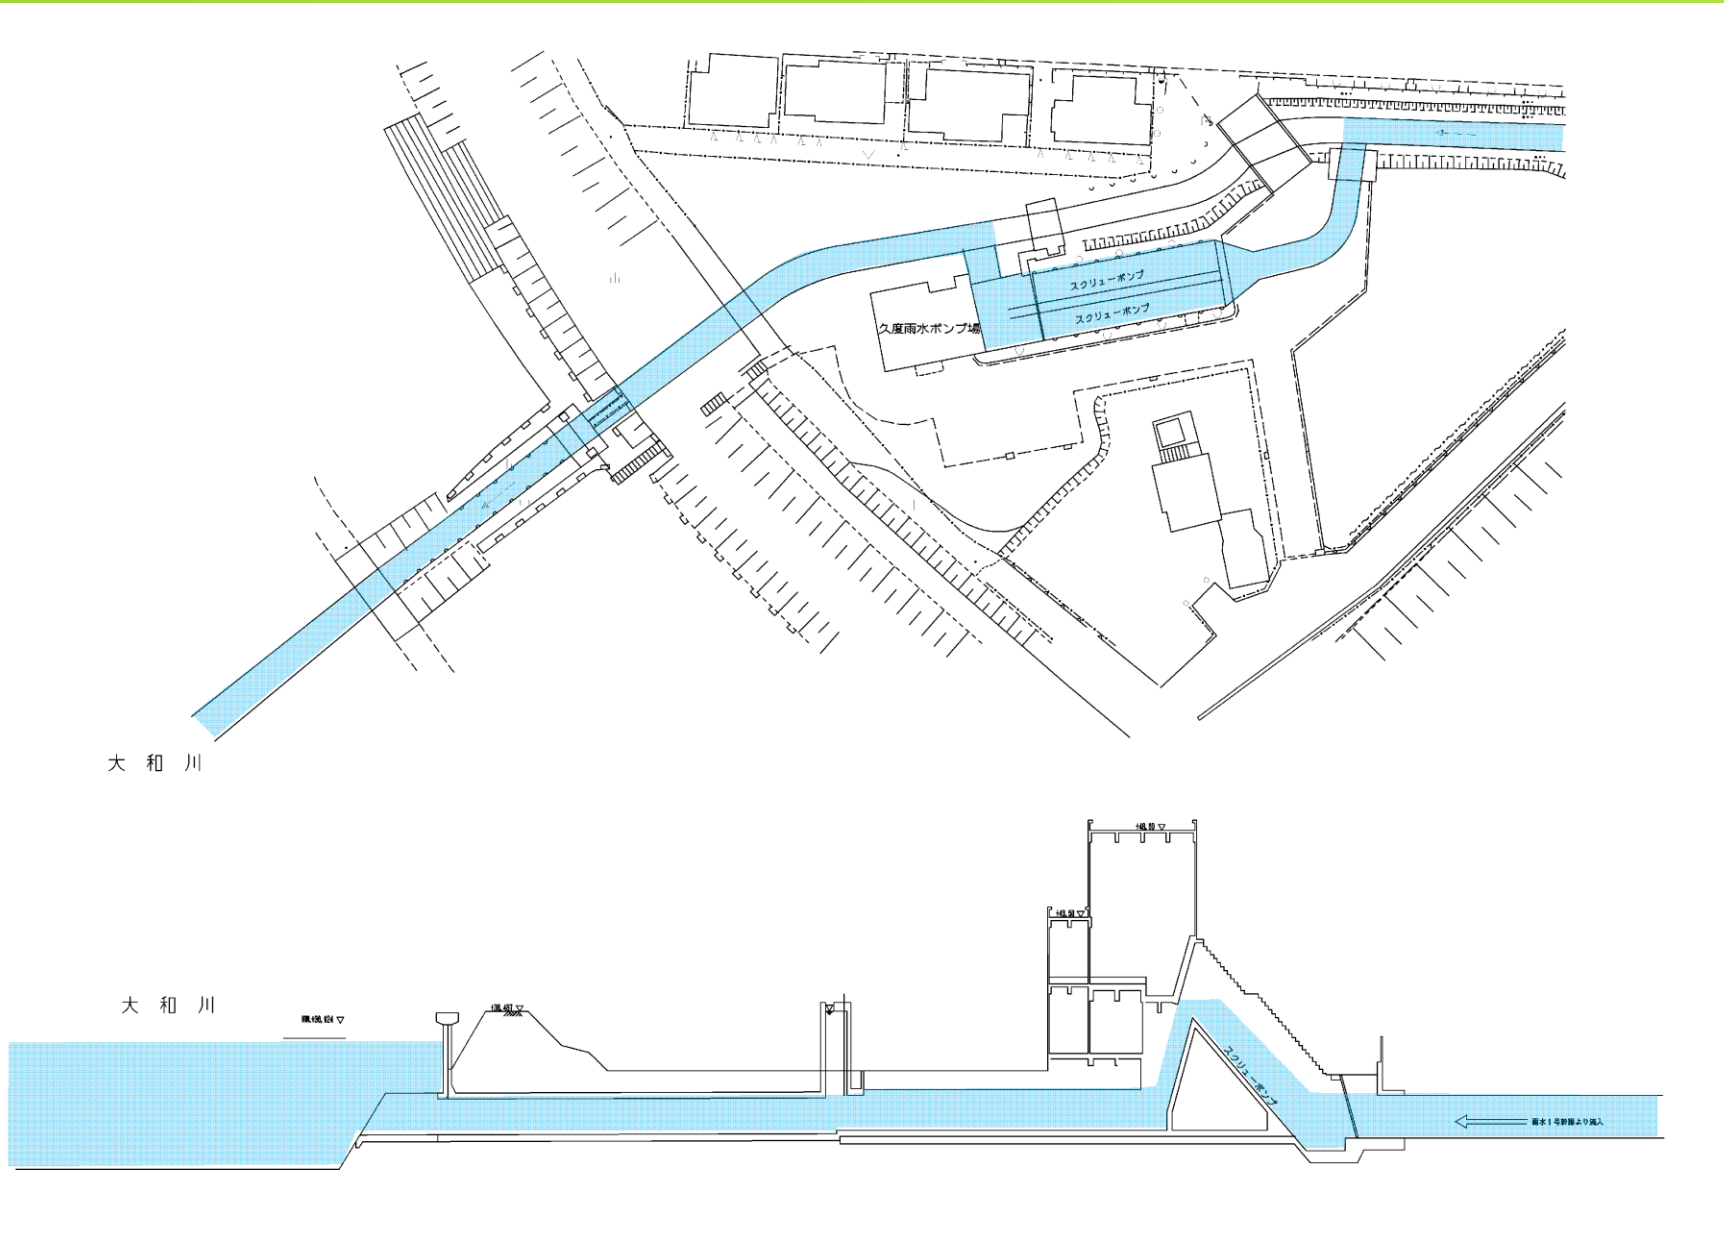 スクリューポンプ
スクリューポンプ
久度雨水ポンプ場
大和川
大和川
スクリューポンプ
雨水1号幹線より流入